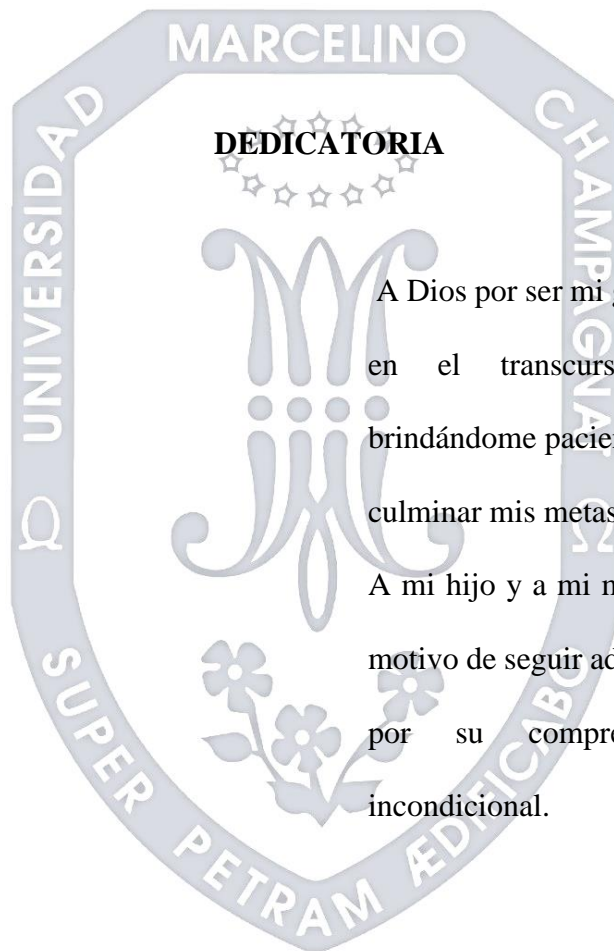 UNIVERSIDAD MARCELINO CHAMPAGNAT
DEDICATORIA
A Dios por ser mi
en el transcurs
brindándome pacien
culminar mis metas
A mi hijo y a mi
motivo de seguir ad
por su compre
incondicional.
Ω Ω
SUPER PETRAM ÆDIFICABO